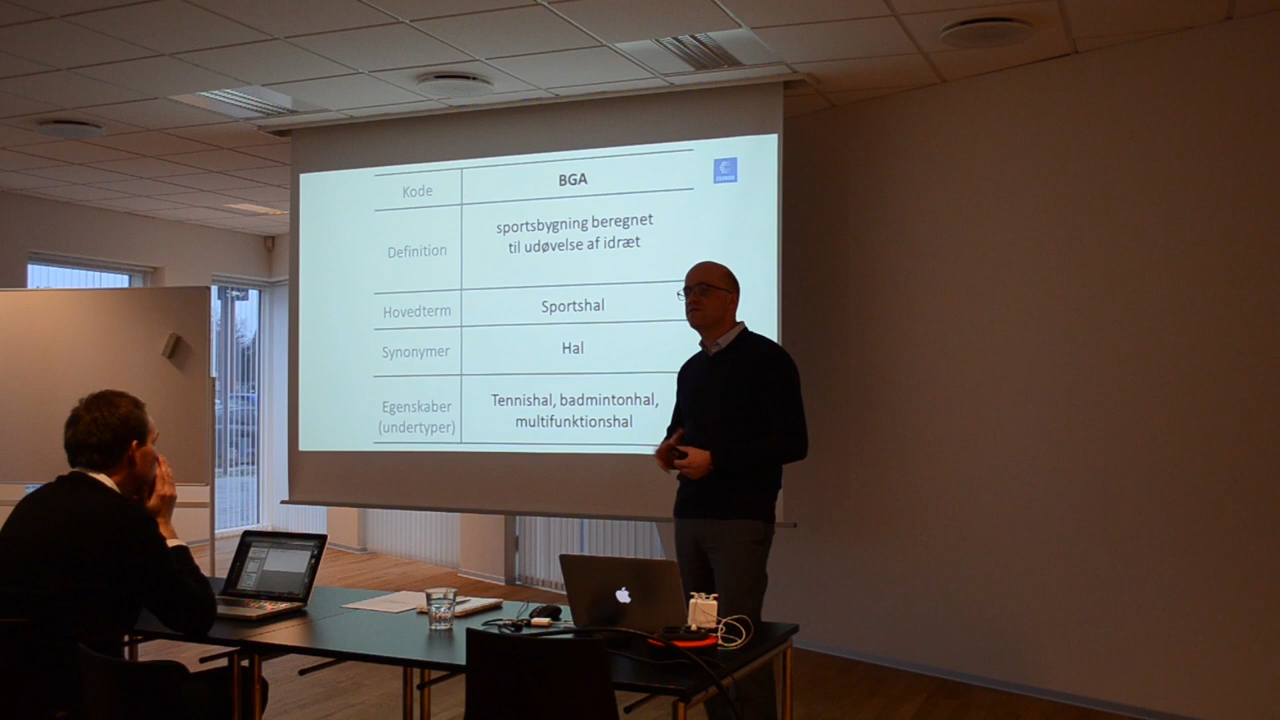 Kode BGA
Definition sportsbygning beregnet
til udøvelse af idræt
Hovedterm Sportshal
Synonymer Hal
Egenskaber Tennishal, badmintonhal,
(undertyper) multifunktionshal